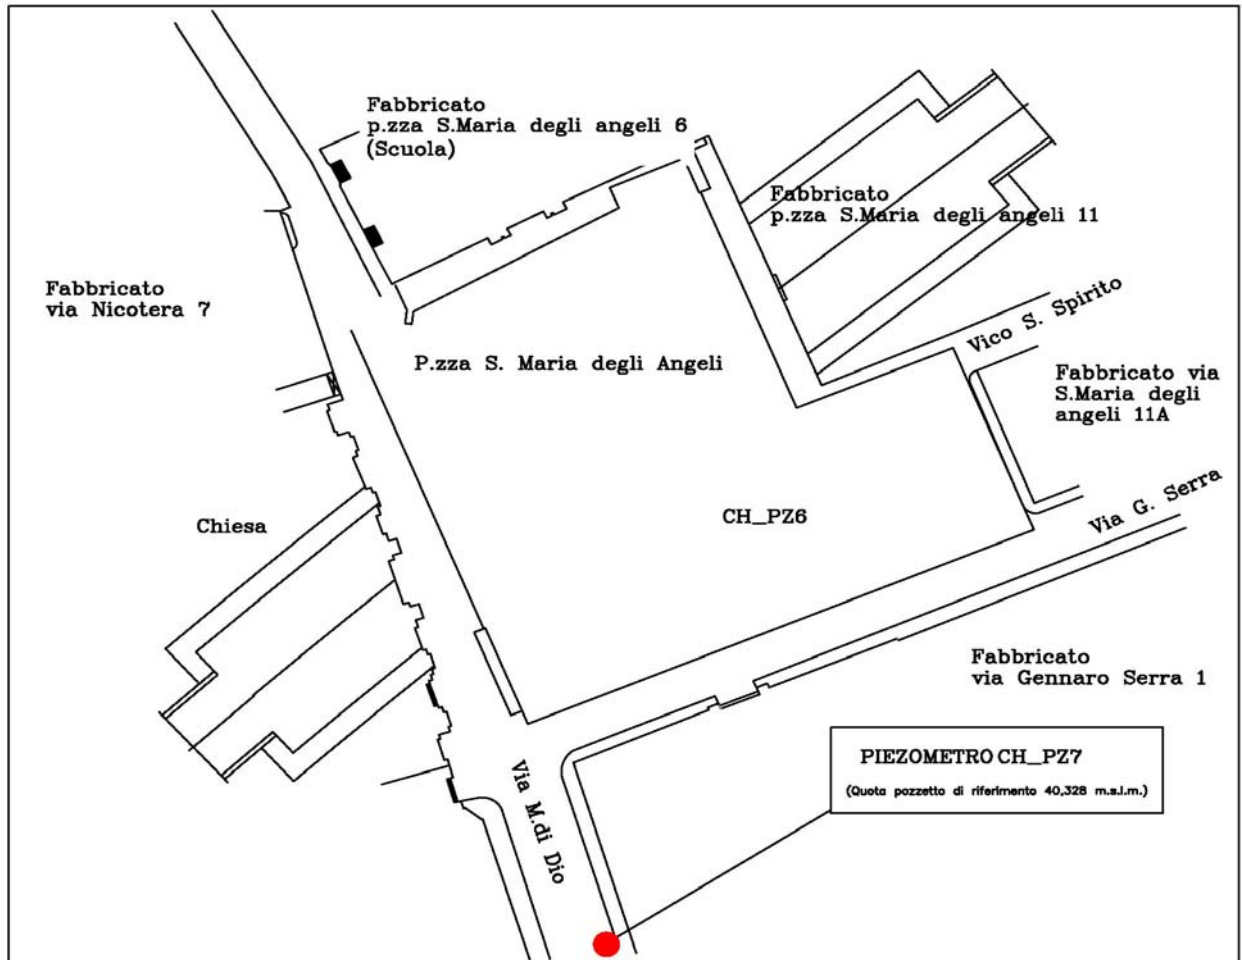 Fabbricato
p.zza S.Maria degli angeli 6
(Scuola)
Fabbricato
p.zza S.Maria degli angeli 11
Fabbricato
via Nicotera 7
Vico S. Spirito
P.zza S. Maria degli Angeli
Fabbricato via
S.Maria degli
angeli 11A
Via G. Serra
CH_PZ6
Chiesa
Fabbricato
via Gennaro Serra 1
PIEZOMETRO CH_PZ7
(Quota pozzetto di riferimento 40,328 m.s.l.m.)
Via M.di Dio